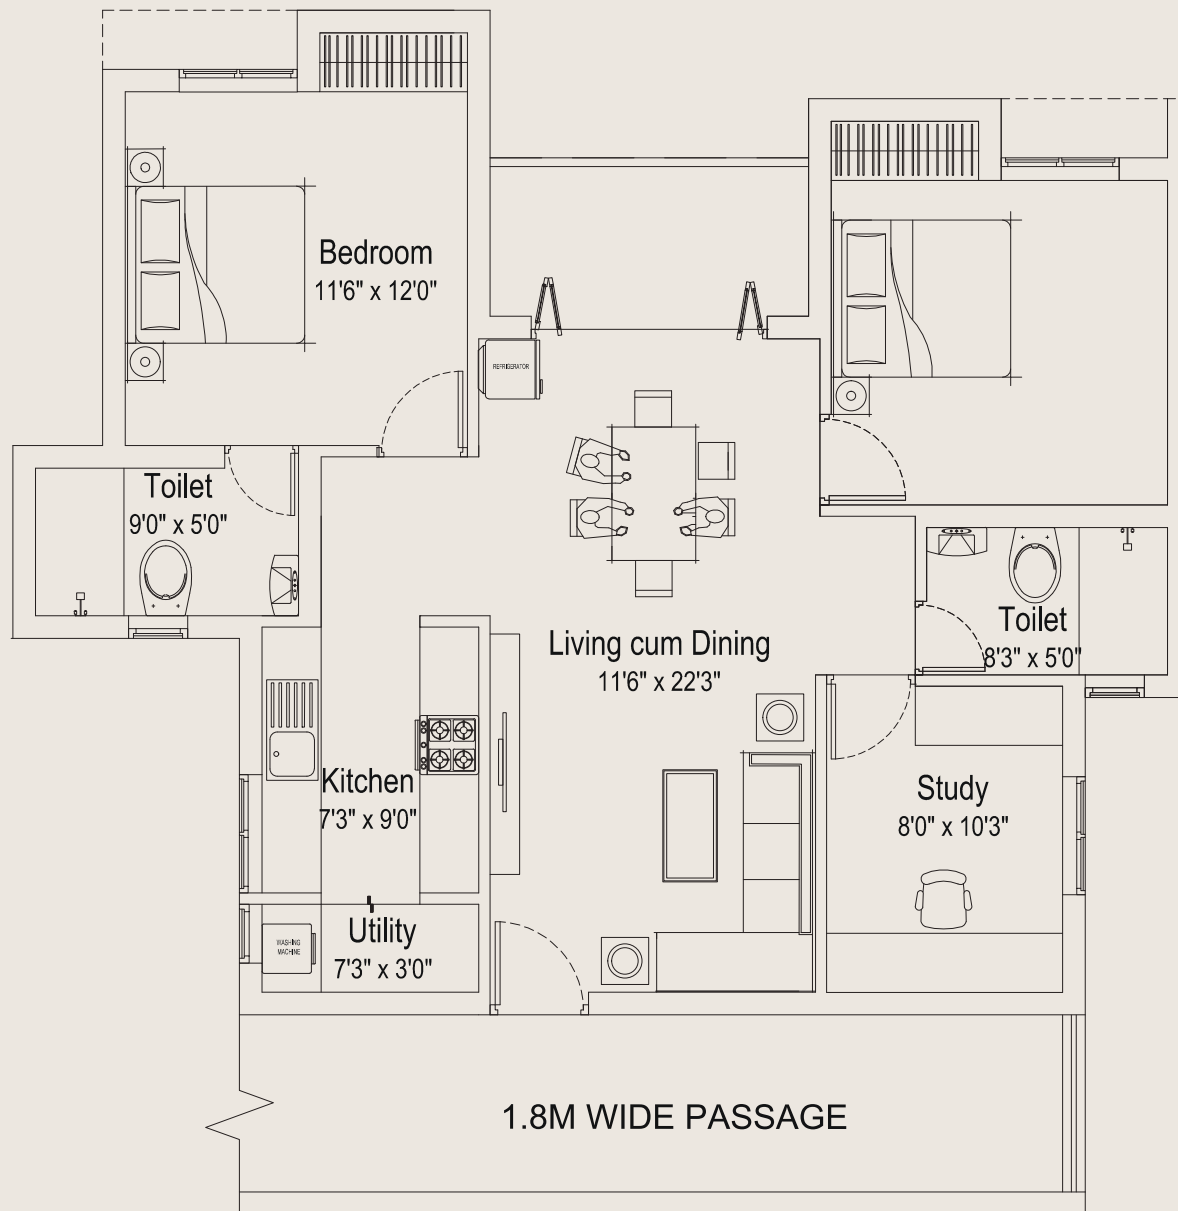 Bedroom
11'6" x 12'0"
REFRIGERATOR
Toilet
9'0" x 5'0"
Living cum Dining
11'6" x 22'3"
Toilet
8'3" x 5'0"
Kitchen
7'3" x 9'0"
Study
8'0" x 10'3"
Utility
7'3" x 3'0"
WASHING
MACHINE
1.8M WIDE PASSAGE